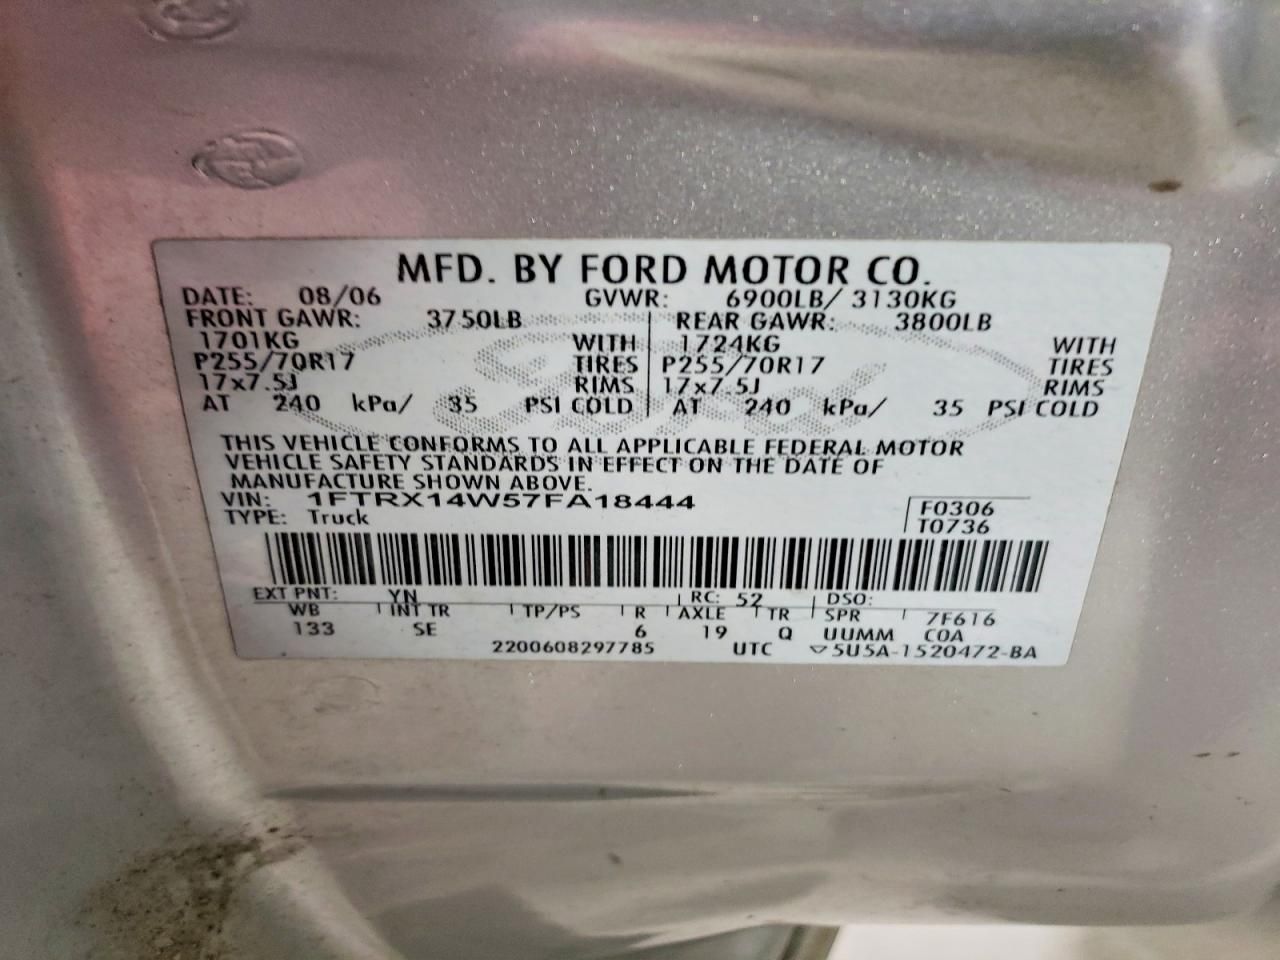 MFD. BY FORD MOTOR CO.
DATE: 08/06 GVWR: 6900LB/ 3130KG
FRONT GAWR: 3750LB REAR GAWR: 3800LB
1701KG WITH 1724KG WITH
P255/70R17 TIRES P255/70R17 TIRES
17x7.5J RIMS 17x7.5J RIMS
AT 240 kPa/ 35 PSI COLD AT 240 kPa/ 35 PSI COLD
THIS VEHICLE CONFORMS TO ALL APPLICABLE FEDERAL MOTOR
VEHICLE SAFETY STANDARDS IN EFFECT ON THE DATE OF
MANUFACTURE SHOWN ABOVE.
VIN: 1FTRX14W57FA18444 F0306
TYPE: Truck T0736
EXT PNT: YN RC: 52 DSO:
WB INT TR TP/PS R AXLE TR SPR 7F616
133 SE 6 19 Q UUMM COA
2200608297785 UTC ▽5U5A-1520472-BA